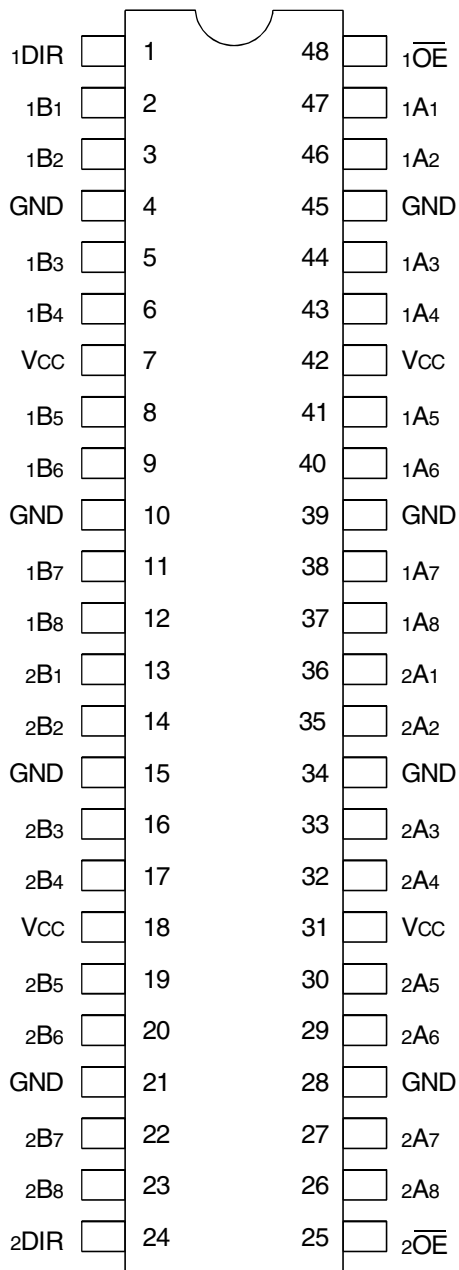 1DIR 1 48 1O̅E̅
1B1 2 47 1A1
1B2 3 46 1A2
GND 4 45 GND
1B3 5 44 1A3
1B4 6 43 1A4
VCC 7 42 VCC
1B5 8 41 1A5
1B6 9 40 1A6
GND 10 39 GND
1B7 11 38 1A7
1B8 12 37 1A8
2B1 13 36 2A1
2B2 14 35 2A2
GND 15 34 GND
2B3 16 33 2A3
2B4 17 32 2A4
VCC 18 31 VCC
2B5 19 30 2A5
2B6 20 29 2A6
GND 21 28 GND
2B7 22 27 2A7
2B8 23 26 2A8
2DIR 24 25 2O̅E̅